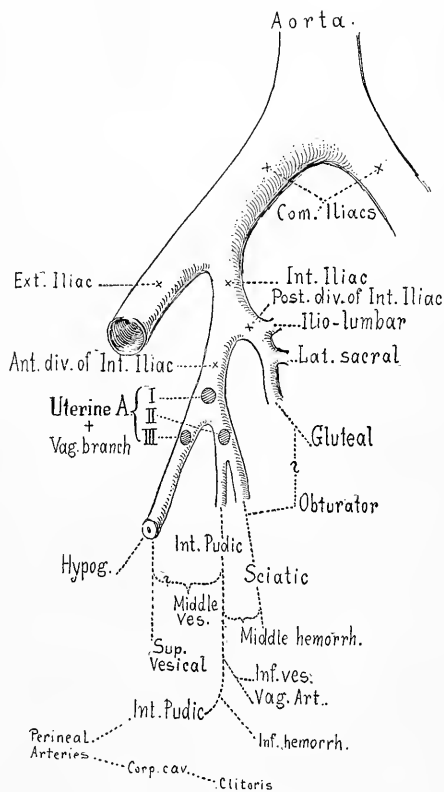 Aorta.
Com. Iliacs
Ext. Iliac
Int. Iliac
Post. div. of Int. Iliac
Ilio-lumbar
Ant. div. of Int. Iliac
Lat. sacral
Uterine A
+
Vag. branch
I
II
III
Gluteal
?
Obturator
Hypog.
Int. Pudic
Sciatic
?
Middle
Ves.
Middle hemorrh.
Sup.
Vesical
Inf. ves.
Vag. Art.
Int. Pudic
Inf. hemorrh.
Perineal
Arteries
Corp. cav.
Clitoris